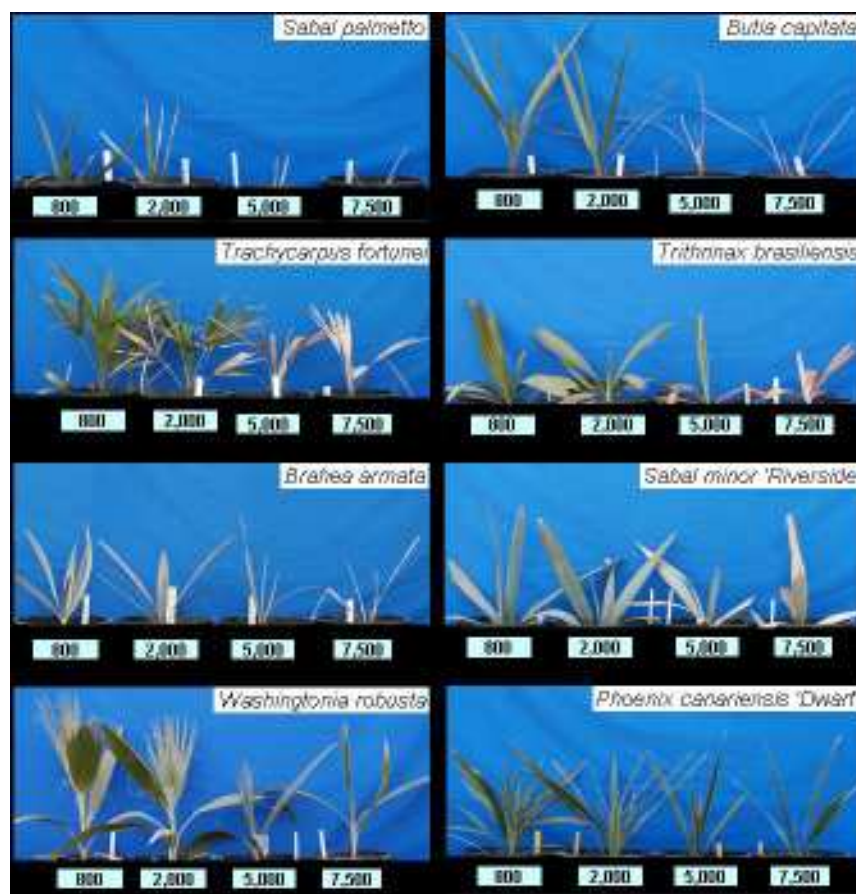 Sabal palmetto
800 2,000 5,000 7,500
Butia capitata
800 2,000 5,000 7,500
Trachycarpus fortunei
800 2,000 5,000 7,500
Trithrinax brasiliensis
800 2,000 5,000 7,500
Brahea armata
800 2,000 5,000 7,500
Sabal minor 'Riverside
800 2,000 5,000 7,500
Washingtonia robusta
800 2,000 5,000 7,500
Phoenix canariensis 'Dwarf'
800 2,000 5,000 7,500